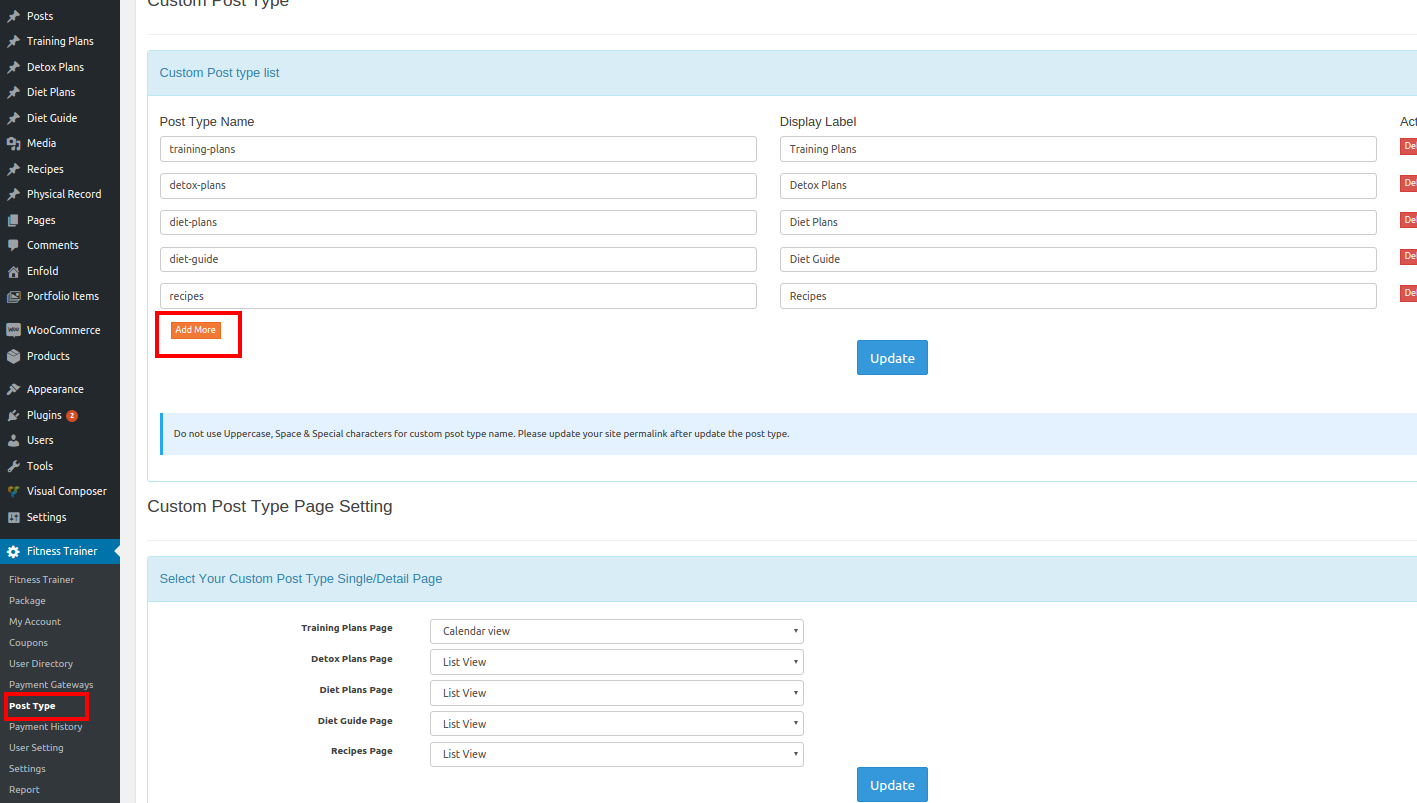 Custom Post Type
Posts
Training Plans
Detox Plans
Diet Plans
Diet Guide
Media
Recipes
Physical Record
Pages
Comments
Enfold
Portfolio Items
WooCommerce
Products
Appearance
Plugins 2
Users
Tools
Visual Composer
Settings
Fitness Trainer
Fitness Trainer
Package
My Account
Coupons
User Directory
Payment Gateways
Post Type
Payment History
User Setting
Settings
Report
Custom Post type list
Post Type Name Display Label Act
training-plans Training Plans Del
detox-plans Detox Plans Del
diet-plans Diet Plans Del
diet-guide Diet Guide Del
recipes Recipes Del
Add More
Update
Do not use Uppercase, Space & Special characters for custom psot type name. Please update your site permalink after update the post type.
Custom Post Type Page Setting
Select Your Custom Post Type Single/Detail Page
Training Plans Page Calendar view
Detox Plans Page List View
Diet Plans Page List View
Diet Guide Page List View
Recipes Page List View
Update